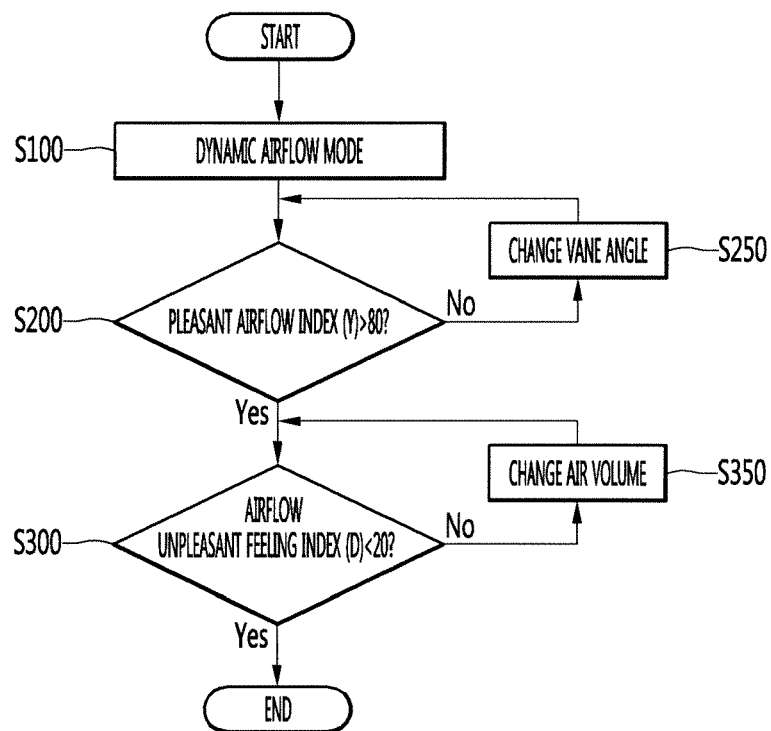 START
S100
DYNAMIC AIRFLOW MODE
CHANGE VANE ANGLE
S250
S200
PLEASANT AIRFLOW INDEX (Y)>80?
No
Yes
CHANGE AIR VOLUME
S350
S300
AIRFLOW
UNPLEASANT FEELING INDEX (D)<20?
No
Yes
END